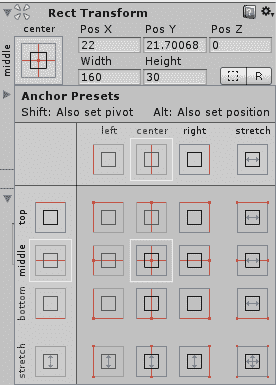 Rect Transform
center
Pos X Pos Y Pos Z
22 21.70068 0
middle
Width Height
160 30
R
Anchor Presets
Shift: Also set pivot Alt: Also set position
left center right stretch
top
middle
bottom
stretch